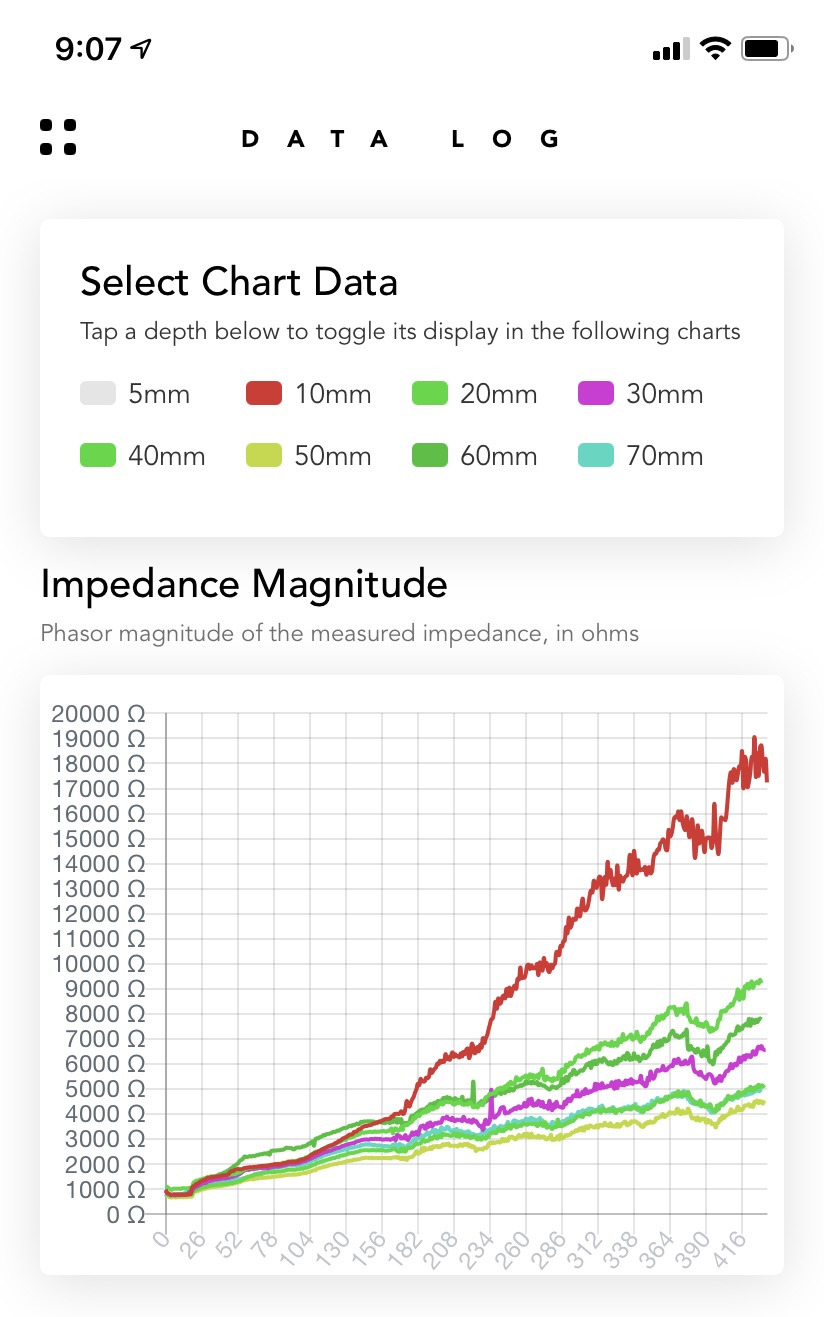 9:07
DATA LOG
Select Chart Data
Tap a depth below to toggle its display in the following charts
5mm 10mm 20mm 30mm
40mm 50mm 60mm 70mm
Impedance Magnitude
Phasor magnitude of the measured impedance, in ohms
20000 Ω
19000 Ω
18000 Ω
17000 Ω
16000 Ω
15000 Ω
14000 Ω
13000 Ω
12000 Ω
11000 Ω
10000 Ω
9000 Ω
8000 Ω
7000 Ω
6000 Ω
5000 Ω
4000 Ω
3000 Ω
2000 Ω
1000 Ω
0 Ω
0 26 52 78 104 130 156 182 208 234 260 286 312 338 364 390 416